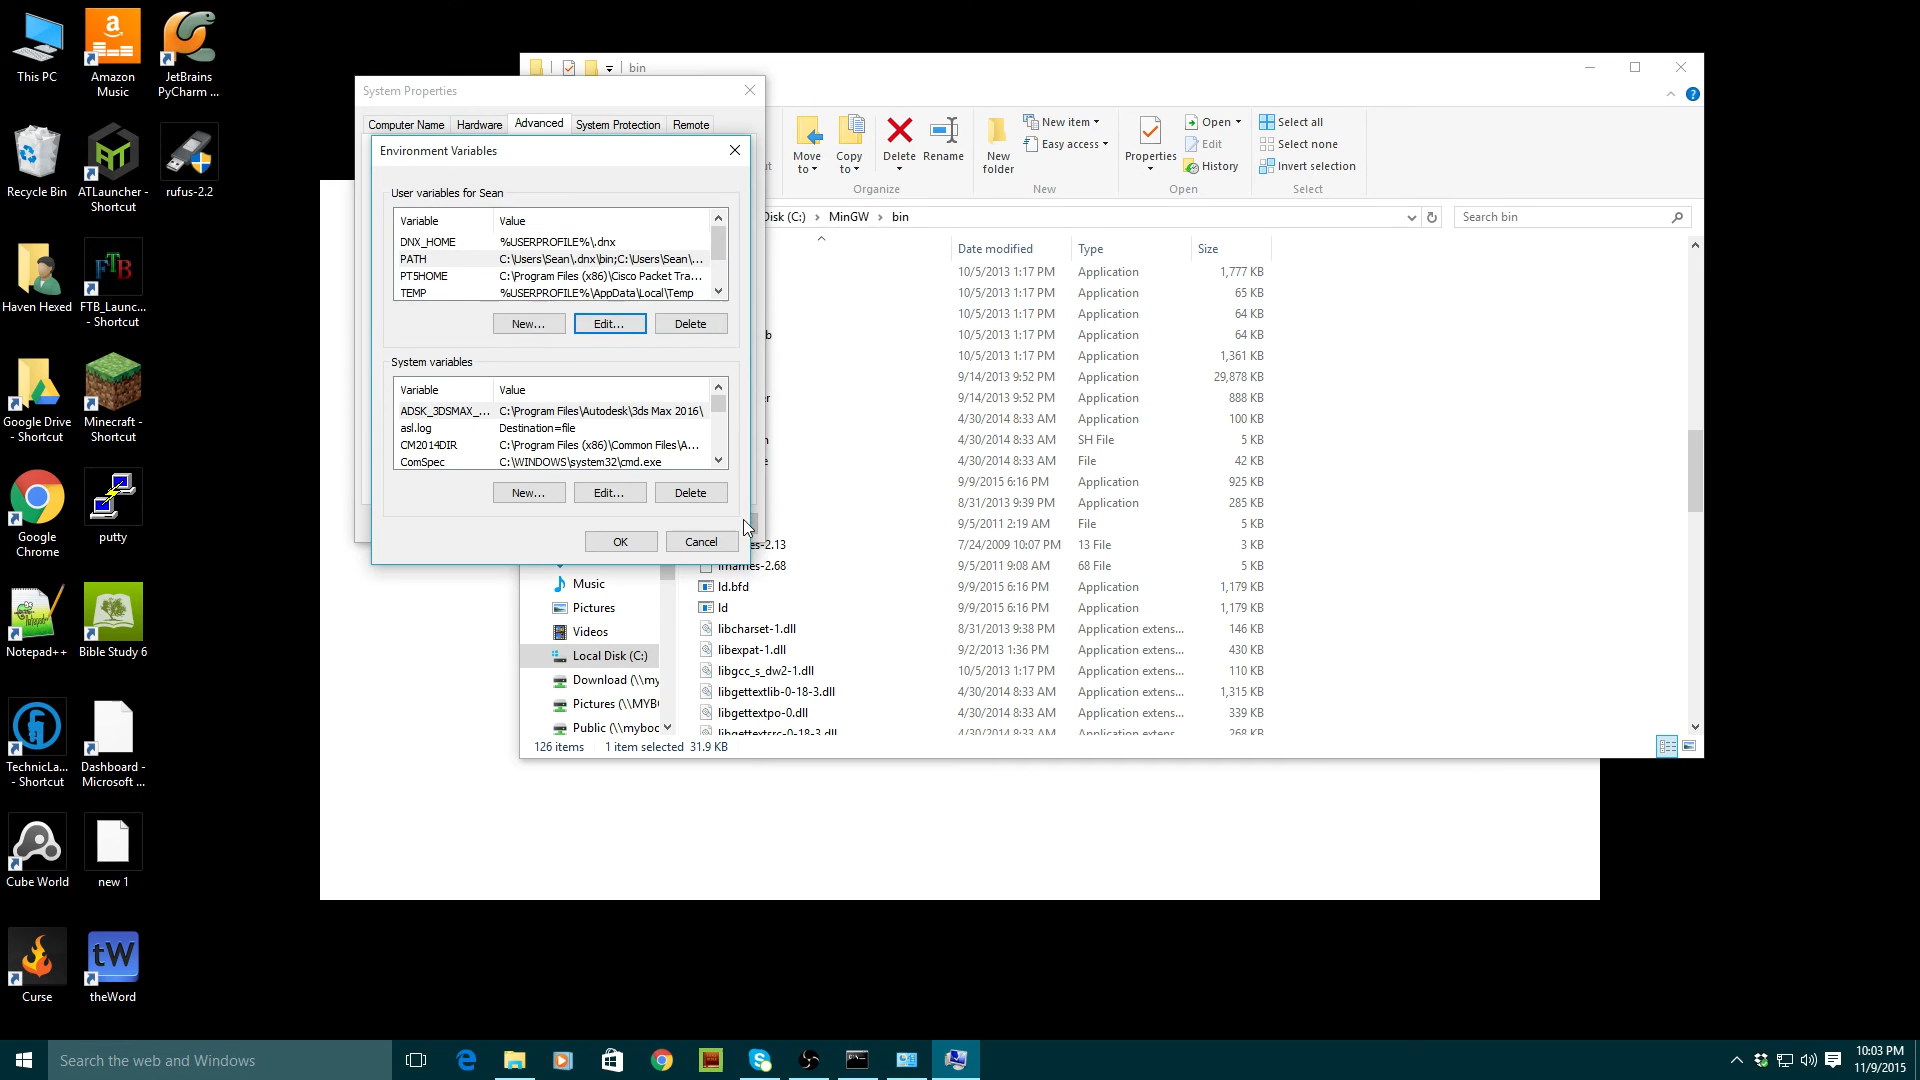 This PC
Amazon
Music
JetBrains
PyCharm ...
Recycle Bin
ATLauncher -
Shortcut
rufus-2.2
Haven Hexed
FTB_Launc...
- Shortcut
Google Drive
- Shortcut
Minecraft -
Shortcut
Google
Chrome
putty
Notepad++
Bible Study 6
TechnicLa...
- Shortcut
Dashboard -
Microsoft ...
Cube World
new 1
Curse
theWord
System Properties
Computer Name
Hardware
Advanced
System Protection
Remote
Environment Variables
User variables for Sean
Variable Value
DNX_HOME %USERPROFILE%\.dnx
PATH C:\Users\Sean\.dnx\bin;C:\Users\Sean\...
PT5HOME C:\Program Files (x86)\Cisco Packet Tra...
TEMP %USERPROFILE%\AppData\Local\Temp
New... Edit... Delete
System variables
Variable Value
ADSK_3DSMAX_... C:\Program Files\Autodesk\3ds Max 2016\
asl.log Destination=file
CM2014DIR C:\Program Files (x86)\Common Files\A...
ComSpec C:\WINDOWS\system32\cmd.exe
New... Edit... Delete
OK Cancel
bin
Move
to
Copy
to
Delete
Rename
Organize
New
folder
New item
Easy access
New
Properties
Open
Edit
History
Open
Select all
Select none
Invert selection
Select
Disk (C:) MinGW bin
Search bin
Date modified Type Size
10/5/2013 1:17 PM Application 1,777 KB
10/5/2013 1:17 PM Application 65 KB
10/5/2013 1:17 PM Application 64 KB
10/5/2013 1:17 PM Application 64 KB
10/5/2013 1:17 PM Application 1,361 KB
9/14/2013 9:52 PM Application 29,878 KB
9/14/2013 9:52 PM Application 888 KB
4/30/2014 8:33 AM Application 100 KB
4/30/2014 8:33 AM SH File 5 KB
4/30/2014 8:33 AM File 42 KB
9/9/2015 6:16 PM Application 925 KB
8/31/2013 9:39 PM Application 285 KB
9/5/2011 2:19 AM File 5 KB
7/24/2009 10:07 PM 13 File 3 KB
9/5/2011 9:08 AM 68 File 5 KB
ld.bfd 9/9/2015 6:16 PM Application 1,179 KB
ld 9/9/2015 6:16 PM Application 1,179 KB
libcharset-1.dll 8/31/2013 9:38 PM Application extens... 146 KB
libexpat-1.dll 9/2/2013 1:36 PM Application extens... 430 KB
libgcc_s_dw2-1.dll 10/5/2013 1:17 PM Application extens... 110 KB
libgettextlib-0-18-3.dll 4/30/2014 8:33 AM Application extens... 1,315 KB
libgettextpo-0.dll 4/30/2014 8:33 AM Application extens... 339 KB
libgettextsrc-0-18-3.dll 4/30/2014 8:33 AM Application extens... 268 KB
Music
Pictures
Videos
Local Disk (C:)
Download (\\my
Pictures (\\MYB
Public (\\myboo
126 items 1 item selected 31.9 KB
Search the web and Windows
10:03 PM
11/9/2015